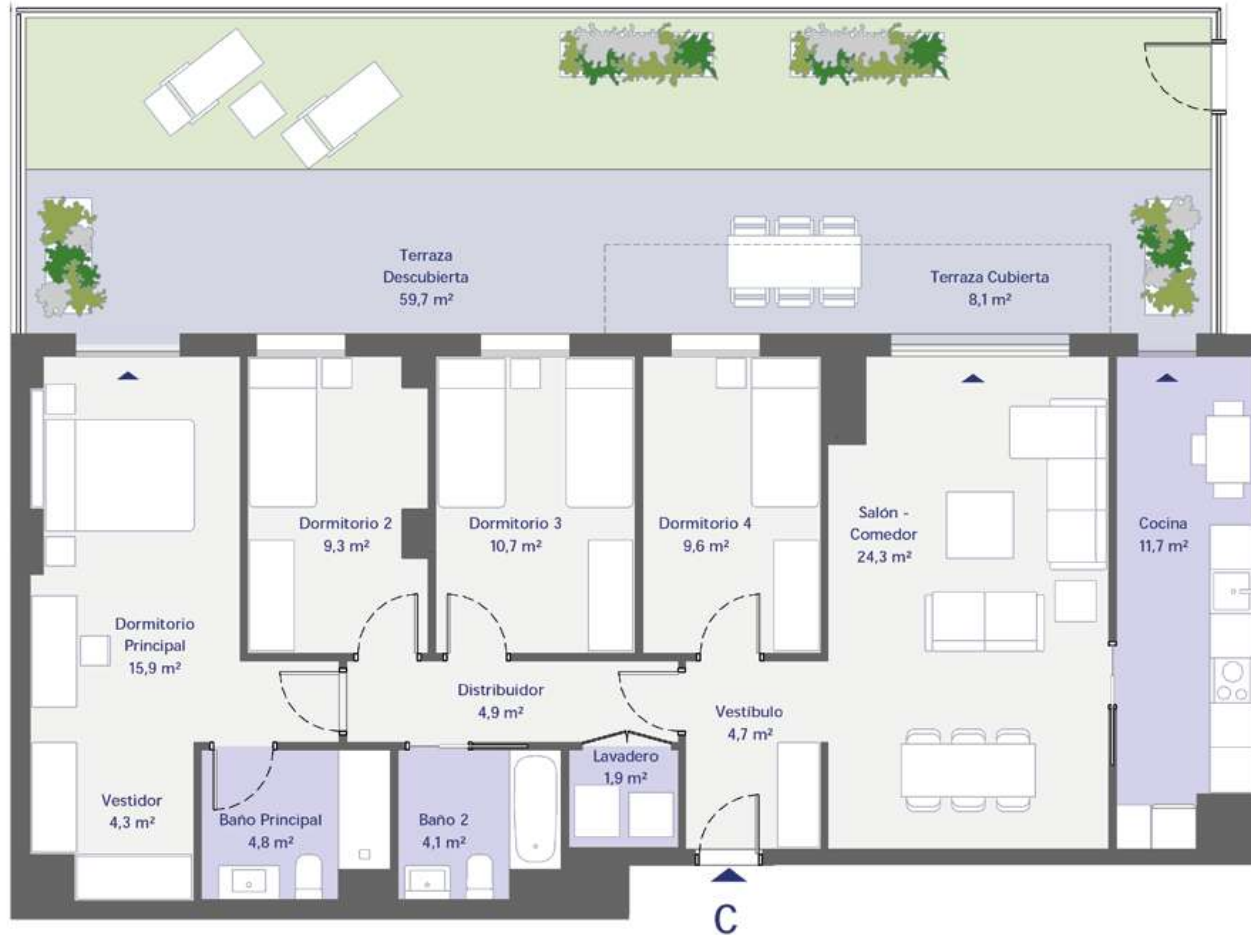 Terraza
Descubierta
59,7 m²
Terraza Cubierta
8,1 m²
Dormitorio 2
9,3 m²
Dormitorio 3
10,7 m²
Dormitorio 4
9,6 m²
Salón -
Comedor
24,3 m²
Cocina
11,7 m²
Dormitorio
Principal
15,9 m²
Distribuidor
4,9 m²
Vestíbulo
4,7 m²
Lavadero
1,9 m²
Vestidor
4,3 m²
Baño Principal
4,8 m²
Baño 2
4,1 m²
C